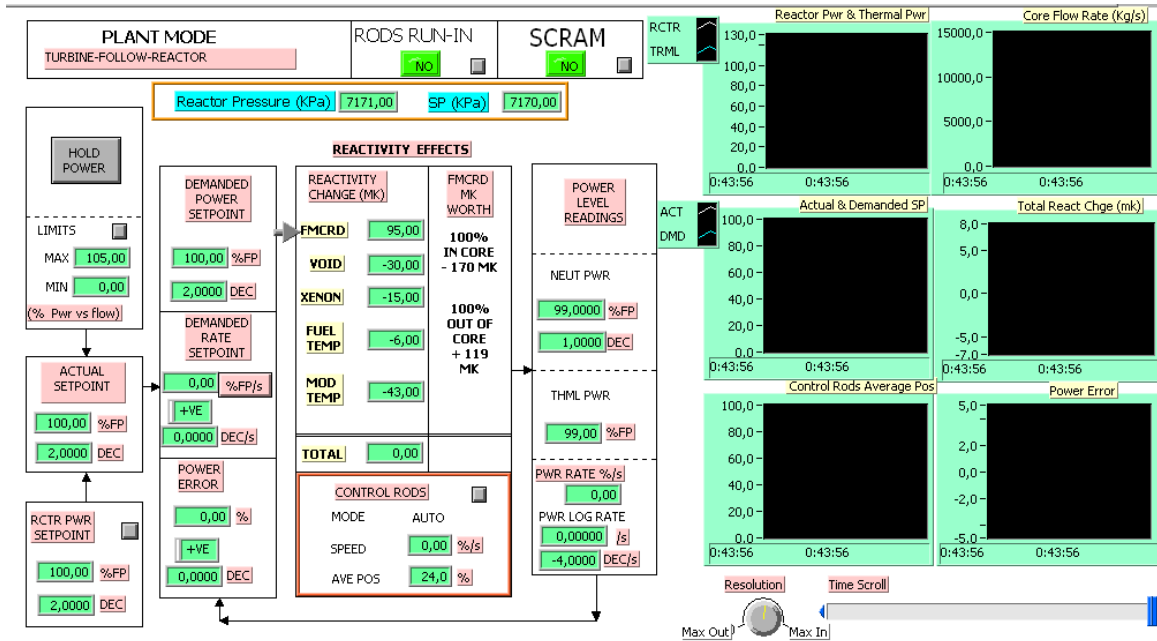 PLANT MODE
TURBINE-FOLLOW-REACTOR
RODS RUN-IN
NO
SCRAM
NO
Reactor Pressure (KPa) 7171,00 SP (KPa) 7170,00
HOLD
POWER
LIMITS
MAX 105,00
MIN 0,00
(% Pwr vs flow)
ACTUAL
SETPOINT
100,00 %FP
2,0000 DEC
RCTR PWR
SETPOINT
100,00 %FP
2,0000 DEC
DEMANDED
POWER
SETPOINT
100,00 %FP
2,0000 DEC
DEMANDED
RATE
SETPOINT
0,00 %FP/s
+VE
0,0000 DEC/s
POWER
ERROR
0,00 %
+VE
0,0000 DEC
REACTIVITY EFFECTS
REACTIVITY
CHANGE (MK)
FMCRD 95,00
VOID -30,00
XENON -15,00
FUEL
TEMP -6,00
MOD
TEMP -43,00
TOTAL 0,00
FMCRD
MK
WORTH
100%
IN CORE
- 170 MK
100%
OUT OF
CORE
+ 119
MK
CONTROL RODS
MODE AUTO
SPEED 0,00 %/s
AVE POS 24,0 %
POWER
LEVEL
READINGS
NEUT PWR
99,0000 %FP
1,0000 DEC
THML PWR
99,00 %FP
PWR RATE %/s
0,00
PWR LOG RATE
0,00000 /s
-4,0000 DEC/s
RCTR
TRML
Reactor Pwr & Thermal Pwr
130,0
100,0
80,0
60,0
40,0
20,0
0,0
0:43:56 0:43:56
Core Flow Rate (Kg/s)
15000,0
10000,0
5000,0
0,0
0:43:56 0:43:56
ACT
DMD
Actual & Demanded SP
100,0
80,0
60,0
40,0
20,0
0,0
0:43:56 0:43:56
Total React Chge (mk)
8,0
5,0
0,0
-5,0
-7,0
0:43:56 0:43:56
Control Rods Average Pos
100,0
80,0
60,0
40,0
20,0
0,0
0:43:56 0:43:56
Power Error
5,0
2,0
0,0
-2,0
-5,0
0:43:56 0:43:56
Resolution
Max Out Max In
Time Scroll